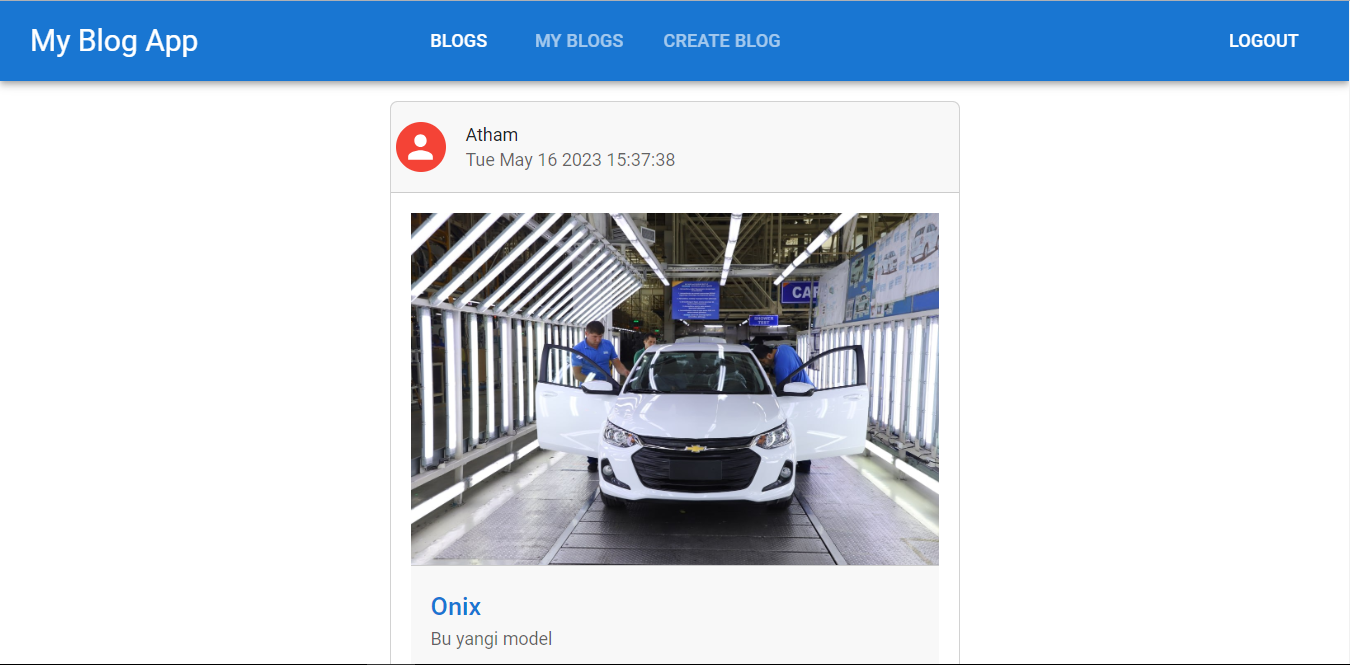 My Blog App
BLOGS
MY BLOGS
CREATE BLOG
LOGOUT
Atham
Tue May 16 2023 15:37:38
CAR
Onix
Bu yangi model